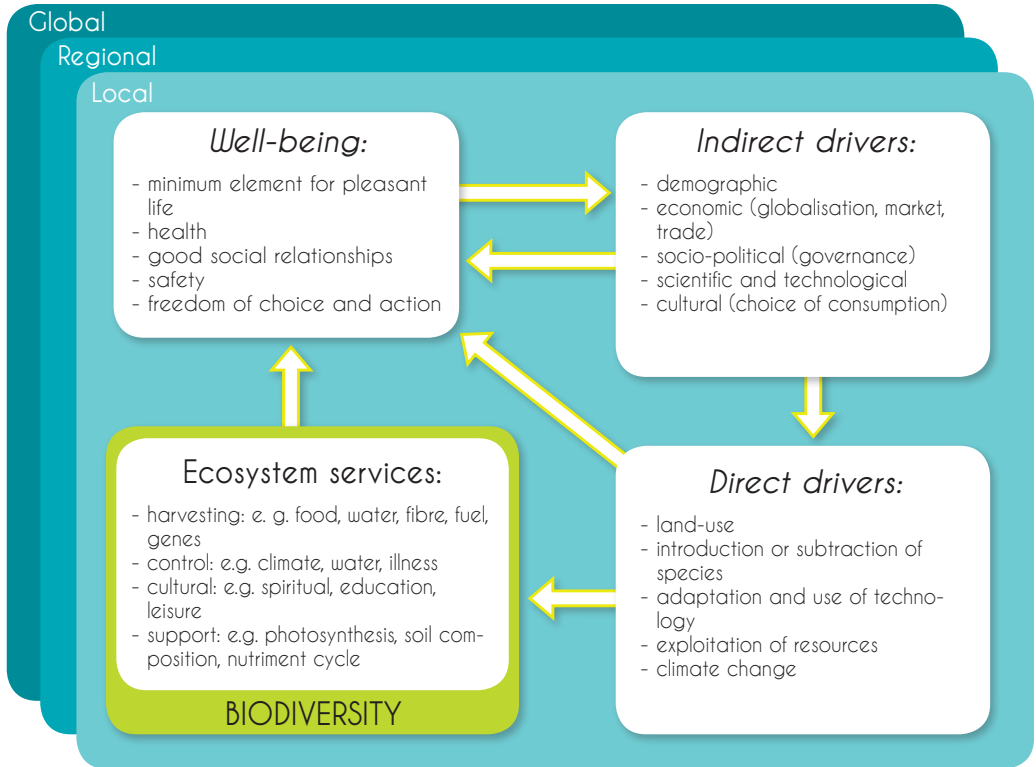 Global
Regional
Local
Well-being:
- minimum element for pleasant
life
- health
- good social relationships
- safety
- freedom of choice and action
Indirect drivers:
- demographic
- economic (globalisation, market,
trade)
- socio-political (governance)
- scientific and technological
- cultural (choice of consumption)
Ecosystem services:
- harvesting: e. g. food, water, fibre, fuel,
genes
- control: e.g. climate, water, illness
- cultural: e.g. spiritual, education,
leisure
- support: e.g. photosynthesis, soil com-
position, nutriment cycle
BIODIVERSITY
Direct drivers:
- land-use
- introduction or subtraction of
species
- adaptation and use of techno-
logy
- exploitation of resources
- climate change